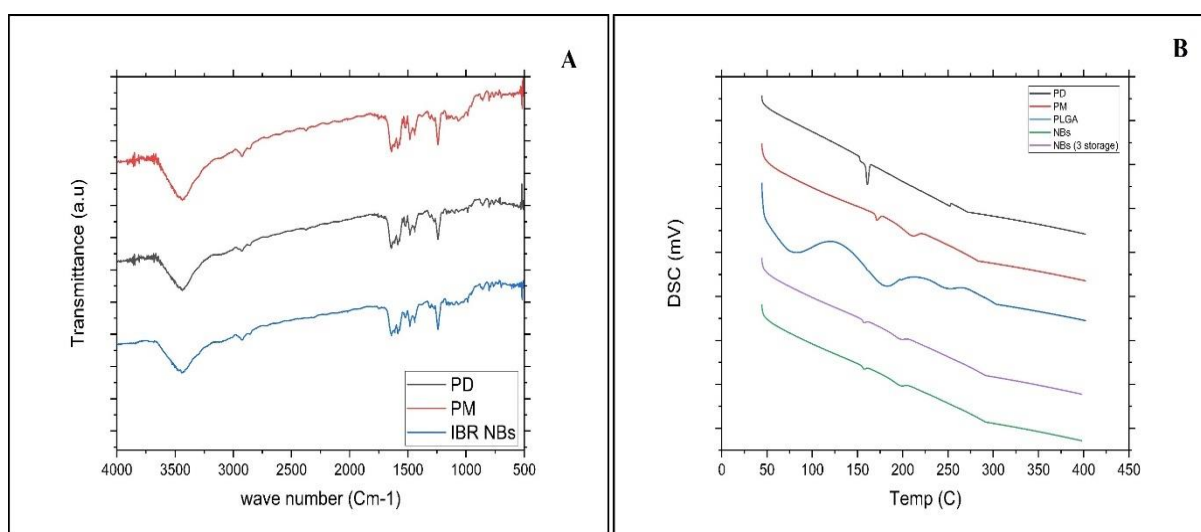 A
Transmittance (a.u)
PD
PM
IBR NBs
4000 3500 3000 2500 2000 1500 1000 500
wave number (Cm-1)
B
PD
PM
PLGA
NBs
NBs (3 storage)
DSC (mV)
0 50 100 150 200 250 300 350 400 450
Temp (C)